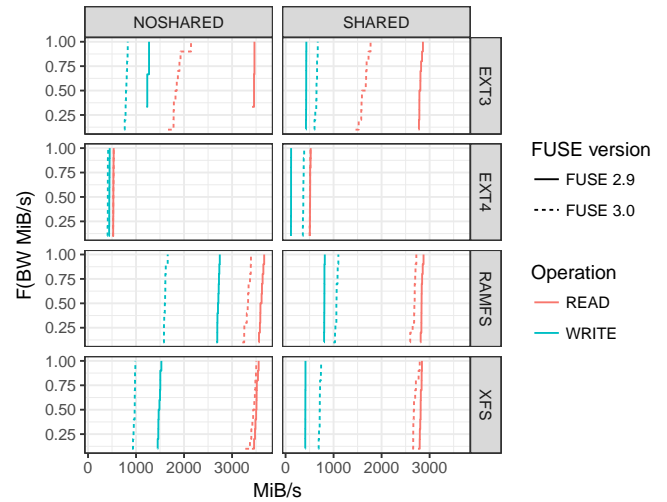 NOSHARED SHARED
1.00
0.75
0.50
0.25
EXT3
1.00
0.75
0.50
0.25
EXT4
1.00
0.75
0.50
0.25
RAMFS
1.00
0.75
0.50
0.25
XFS
0 1000 2000 3000 0 1000 2000 3000
MiB/s
F(BW MiB/s)
FUSE version
FUSE 2.9
FUSE 3.0
Operation
READ
WRITE